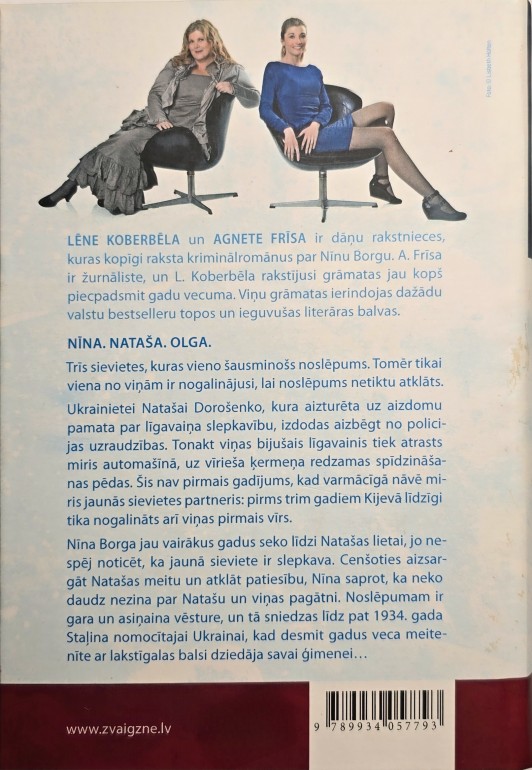 LĒNE KOBERBĒLA un AGNETE FRĪSA ir dāņu rakstnieces,
kuras kopīgi raksta kriminālromānus par Nīnu Borgu. A. Frīsa
ir žurnāliste, un L. Koberbēla rakstījusi grāmatas jau kopš
piecpadsmit gadu vecuma. Viņu grāmatas ierindojas dažādu
valstu bestselleru topos un ieguvušas literāras balvas.
NĪNA. NATAŠA. OLGA.
Trīs sievietes, kuras vieno šausminošs noslēpums. Tomēr tikai
viena no viņām ir nogalinājusi, lai noslēpums netiktu atklāts.
Ukrainietei Natašai Dorošenko, kura aizturēta uz aizdomu
pamata par līgavaiņa slepkavību, izdodas aizbēgt no polici-
jas uzraudzības. Tonakt viņas bijušais līgavainis tiek atrasts
miris automašīnā, uz vīrieša ķermeņa redzamas spīdzināša-
nas pēdas. Šis nav pirmais gadījums, kad varmācīgā nāvē mi-
ris jaunās sievietes partneris: pirms trim gadiem Kijevā līdzīgi
tika nogalināts arī viņas pirmais vīrs.
Nīna Borga jau vairākus gadus seko līdzi Natašas lietai, jo ne-
spēj noticēt, ka jaunā sieviete ir slepkava. Cenšoties aizsar-
gāt Natašas meitu un atklāt patiesību, Nīna saprot, ka neko
daudz nezina par Natašu un viņas pagātni. Noslēpumam ir
gara un asiņaina vēsture, un tā sniedzas līdz pat 1934. gada
Staļina nomocītajai Ukrainai, kad desmit gadus veca meite-
nīte ar lakstīgalas balsi dziedāja savai ģimenei...
www.zvaigzne.lv
9 789934 057793